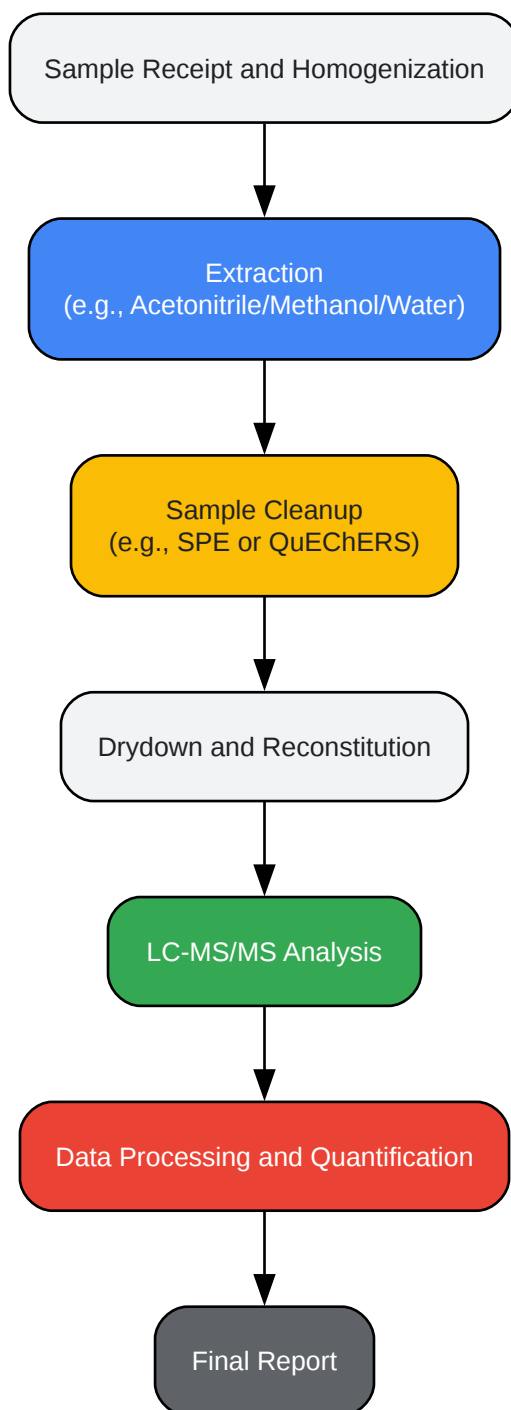 Sample Receipt and Homogenization
Extraction
(e.g., Acetonitrile/Methanol/Water)
Sample Cleanup
(e.g., SPE or QuEChERS)
Drydown and Reconstitution
LC-MS/MS Analysis
Data Processing and Quantification
Final Report